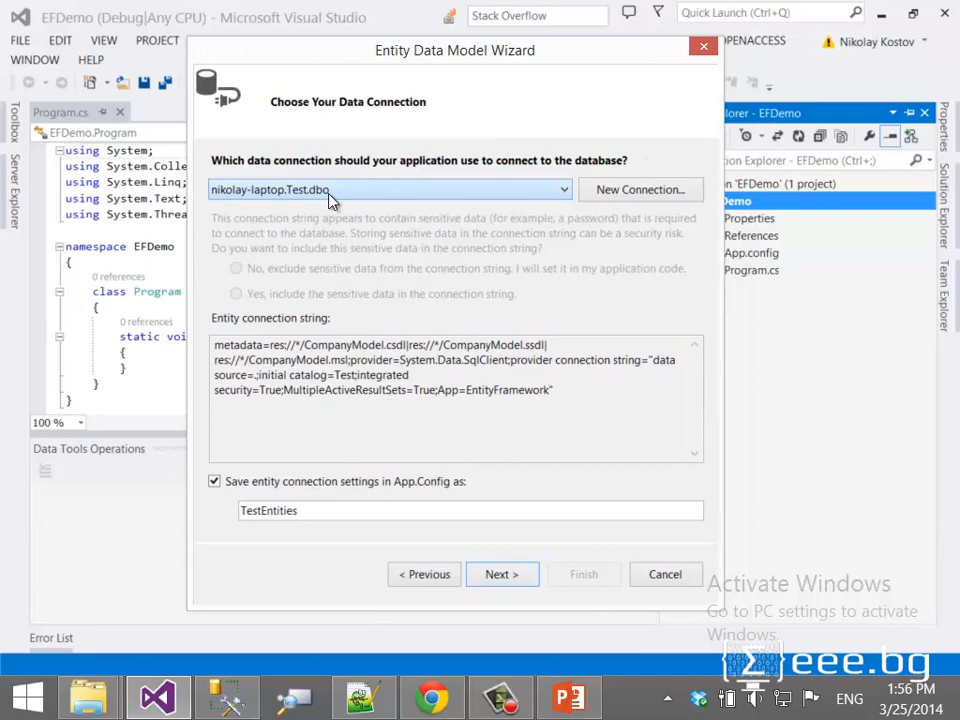 EFDemo (Debug|Any CPU) - Microsoft Visual Studio
Stack Overflow
Quick Launch (Ctrl+Q)
FILE EDIT VIEW PROJECT
OPENACCESS
Nikolay Kostov
WINDOW HELP
Entity Data Model Wizard
Choose Your Data Connection
Which data connection should your application use to connect to the database?
nikolay-laptop.Test.dbo
New Connection...
This connection string appears to contain sensitive data (for example, a password) that is required
to connect to the database. Storing sensitive data in the connection string can be a security risk.
Do you want to include this sensitive data in the connection string?
No, exclude sensitive data from the connection string. I will set it in my application code.
Yes, include the sensitive data in the connection string.
Entity connection string:
metadata=res://*/CompanyModel.csdl|res://*/CompanyModel.ssdl|
res://*/CompanyModel.msl;provider=System.Data.SqlClient;provider connection string="data
source=.;initial catalog=Test;integrated
security=True;MultipleActiveResultSets=True;App=EntityFramework"
Save entity connection settings in App.Config as:
TestEntities
< Previous
Next >
Finish
Cancel
Toolbox
Server Explorer
Program.cs
EFDemo.Program
using System;
using System.Colle
using System.Linq;
using System.Text;
using System.Threa
namespace EFDemo
{
0 references
class Program
{
0 references
static voi
{
}
}
}
100 %
Data Tools Operations
Error List
plorer - EFDemo
Explorer - EFDemo (Ctrl+;)
on 'EFDemo' (1 project)
Demo
Properties
References
App.config
Program.cs
Properties
Solution Explorer
Team Explorer
Activate Windows
Go to PC settings to activate
Windows.
{Σ} eee.bg
ENG
1:56 PM
3/25/2014